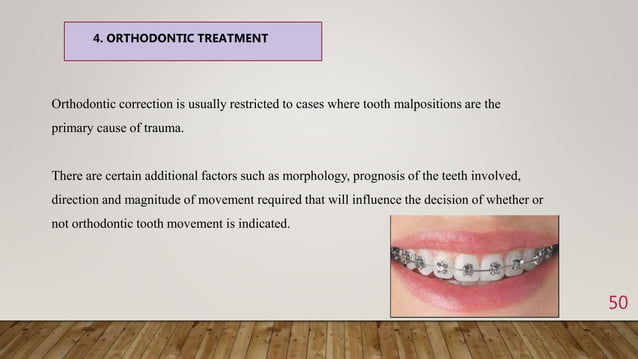 4. ORTHODONTIC TREATMENT
Orthodontic correction is usually restricted to cases where tooth malpositions are the
primary cause of trauma.
There are certain additional factors such as morphology, prognosis of the teeth involved,
direction and magnitude of movement required that will influence the decision of whether or
not orthodontic tooth movement is indicated.
50